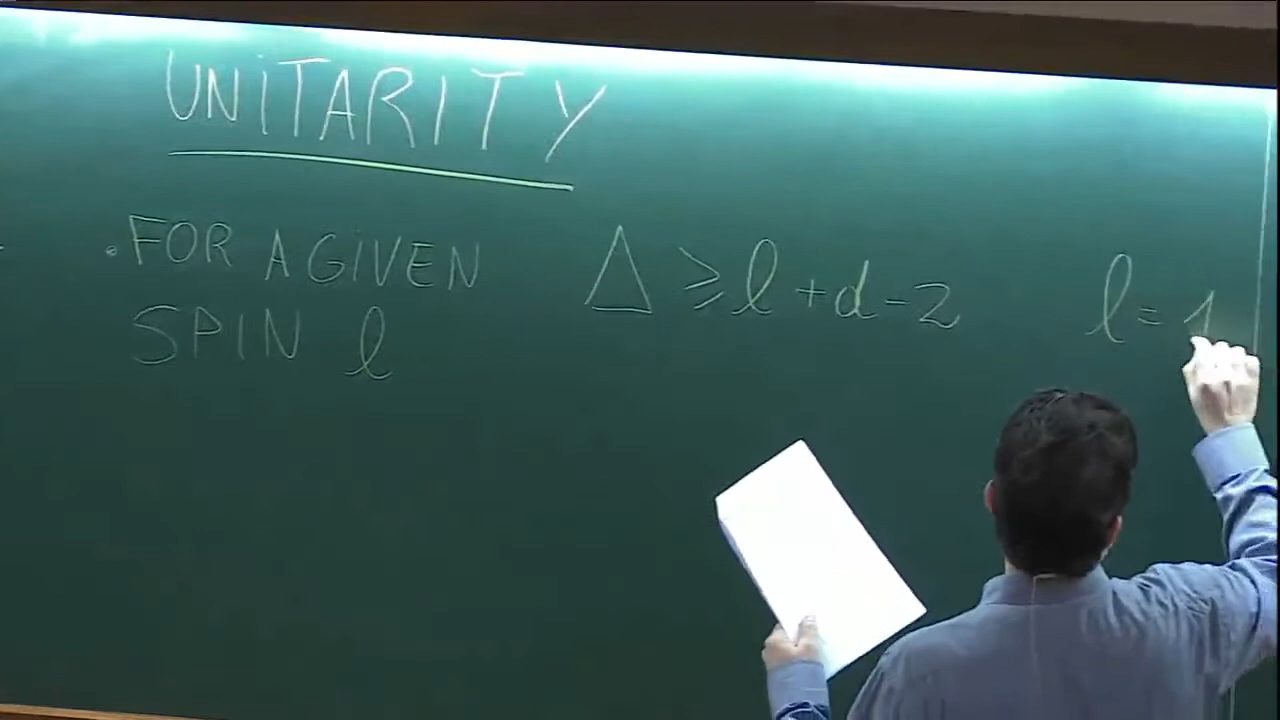 UNITARITY
• FOR A GIVEN Δ ≥ l + d - 2 l = 1
SPIN l